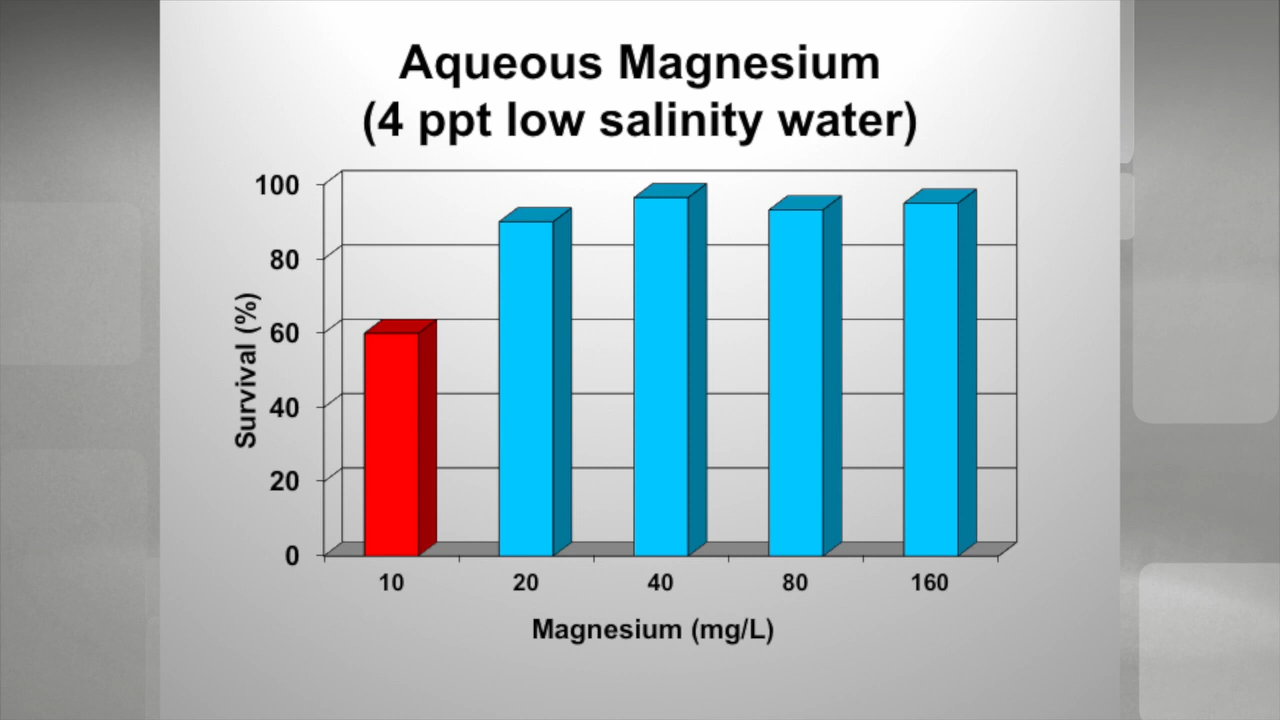 Aqueous Magnesium
(4 ppt low salinity water)
100
80
60
40
20
0
Survival (%)
10 20 40 80 160
Magnesium (mg/L)